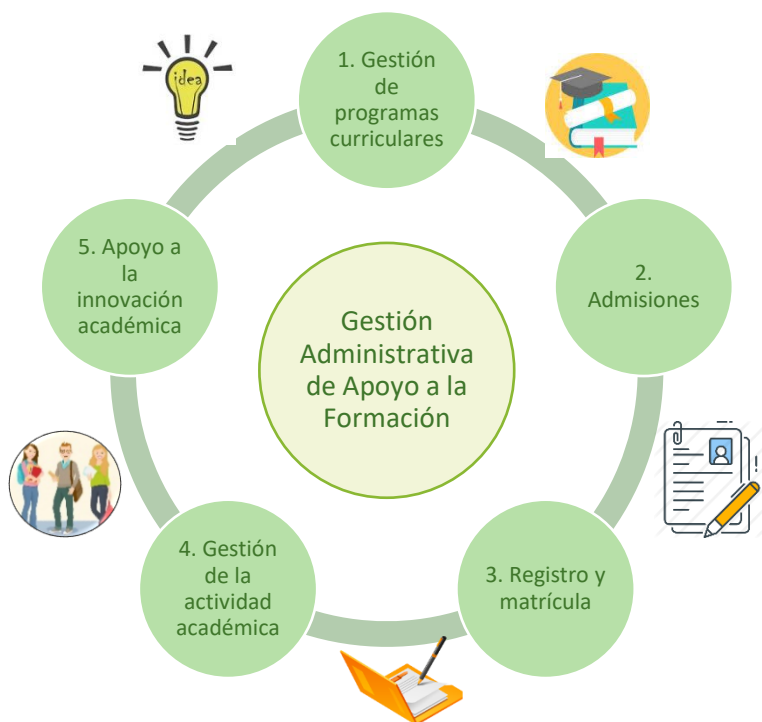 idea
1. Gestión
de
programas
curriculares
2.
Admisiones
3. Registro y
matrícula
4. Gestión
de la
actividad
académica
5. Apoyo a
la
innovación
académica
Gestión
Administrativa
de Apoyo a la
Formación